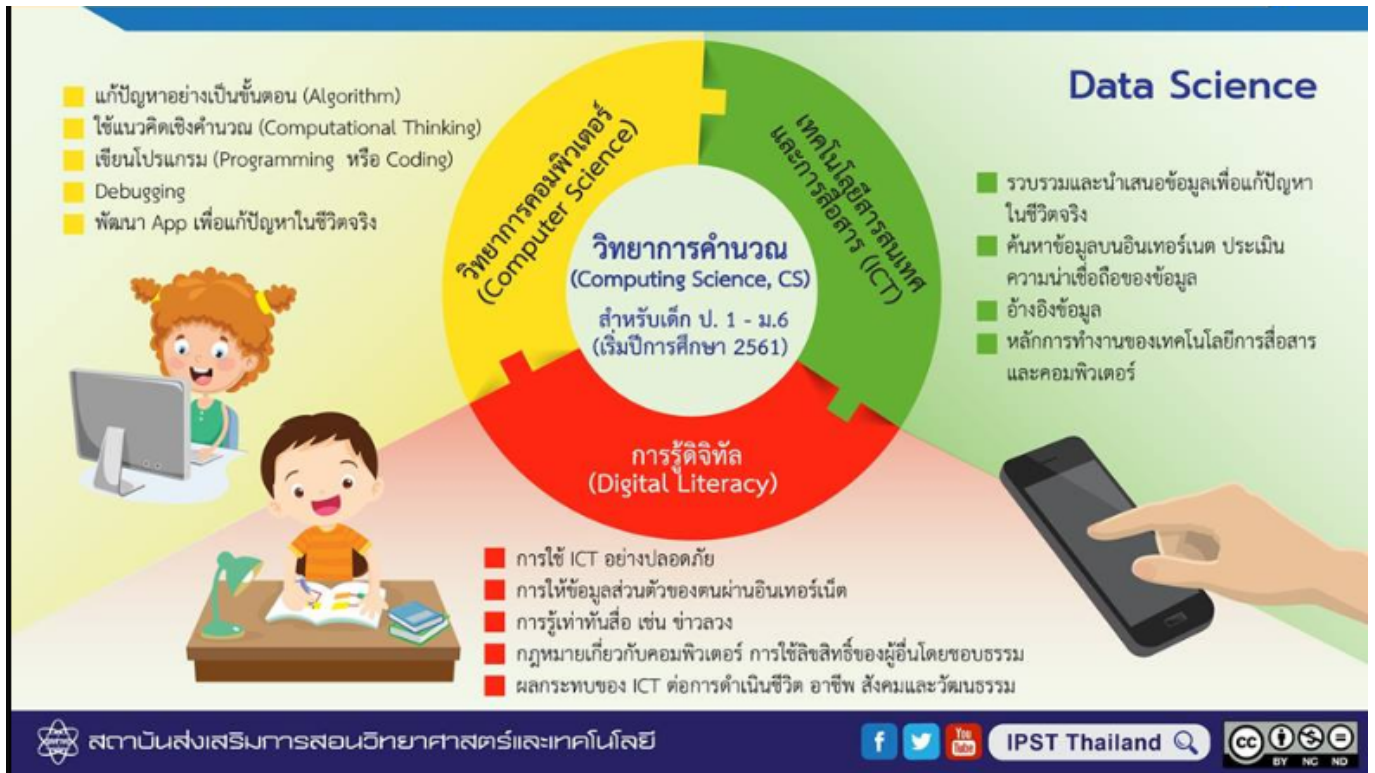 แก้ปัญหาอย่างเป็นขั้นตอน (Algorithm)
ใช้แนวคิดเชิงคำนวณ (Computational Thinking)
เขียนโปรแกรม (Programming หรือ Coding)
Debugging
พัฒนา App เพื่อแก้ปัญหาในชีวิตจริง
วิทยาการคอมพิวเตอร์
(Computer Science)
เทคโนโลยีสารสนเทศ
และการสื่อสาร (ICT)
วิทยาการคำนวณ
(Computing Science, CS)
สำหรับเด็ก ป. 1 - ม.6
(เริ่มปีการศึกษา 2561)
Data Science
รวบรวมและนำเสนอข้อมูลเพื่อแก้ปัญหา
ในชีวิตจริง
ค้นหาข้อมูลบนอินเทอร์เนต ประเมิน
ความน่าเชื่อถือของข้อมูล
อ้างอิงข้อมูล
หลักการทำงานของเทคโนโลยีการสื่อสาร
และคอมพิวเตอร์
การรู้ดิจิทัล
(Digital Literacy)
การใช้ ICT อย่างปลอดภัย
การให้ข้อมูลส่วนตัวของตนผ่านอินเทอร์เน็ต
การรู้เท่าทันสื่อ เช่น ข่าวลวง
กฎหมายเกี่ยวกับคอมพิวเตอร์ การใช้ลิขสิทธิ์ของผู้อื่นโดยชอบธรรม
ผลกระทบของ ICT ต่อการดำเนินชีวิต อาชีพ สังคมและวัฒนธรรม
สถาบันส่งเสริมการสอนวิทยาศาสตร์และเทคโนโลยี
f
You
Tube
IPST Thailand
cc
BY NC ND